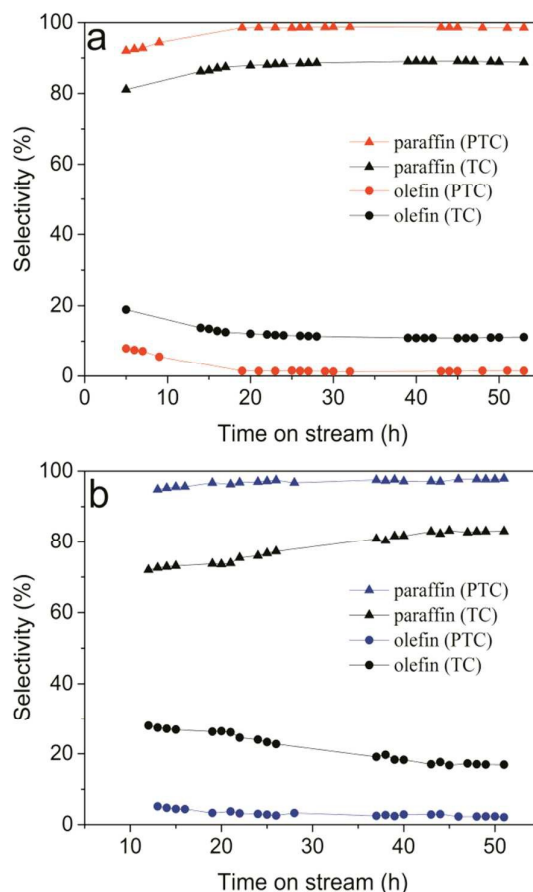 a
100
80
60
40
20
0
Selectivity (%)
paraffin (PTC)
paraffin (TC)
olefin (PTC)
olefin (TC)
0 10 20 30 40 50
Time on stream (h)
b
100
80
60
40
20
0
Selectivity (%)
paraffin (PTC)
paraffin (TC)
olefin (PTC)
olefin (TC)
10 20 30 40 50
Time on stream (h)